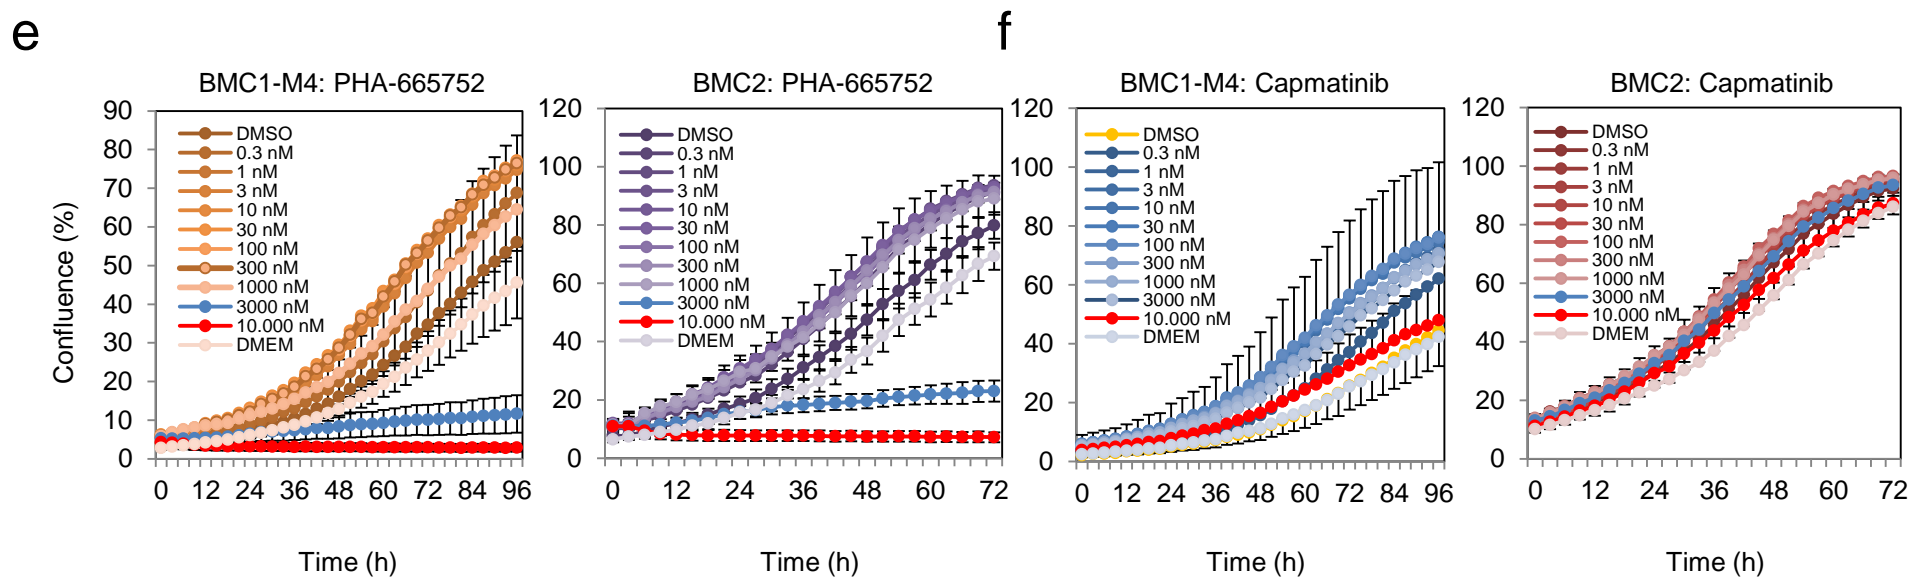 e
f
BMC1-M4: PHA-665752
BMC2: PHA-665752
BMC1-M4: Capmatinib
BMC2: Capmatinib
Confluence (%)
90
80
70
60
50
40
30
20
10
0
DMSO
0.3 nM
1 nM
3 nM
10 nM
30 nM
100 nM
300 nM
1000 nM
3000 nM
10.000 nM
DMEM
0 12 24 36 48 60 72 84 96
Time (h)
120
100
80
60
40
20
0
DMSO
0.3 nM
1 nM
3 nM
10 nM
30 nM
100 nM
300 nM
1000 nM
3000 nM
10.000 nM
DMEM
0 12 24 36 48 60 72
Time (h)
120
100
80
60
40
20
0
DMSO
0.3 nM
1 nM
3 nM
10 nM
30 nM
100 nM
300 nM
1000 nM
3000 nM
10.000 nM
DMEM
0 12 24 36 48 60 72 84 96
Time (h)
120
100
80
60
40
20
0
DMSO
0.3 nM
1 nM
3 nM
10 nM
30 nM
100 nM
300 nM
1000 nM
3000 nM
10.000 nM
DMEM
0 12 24 36 48 60 72
Time (h)